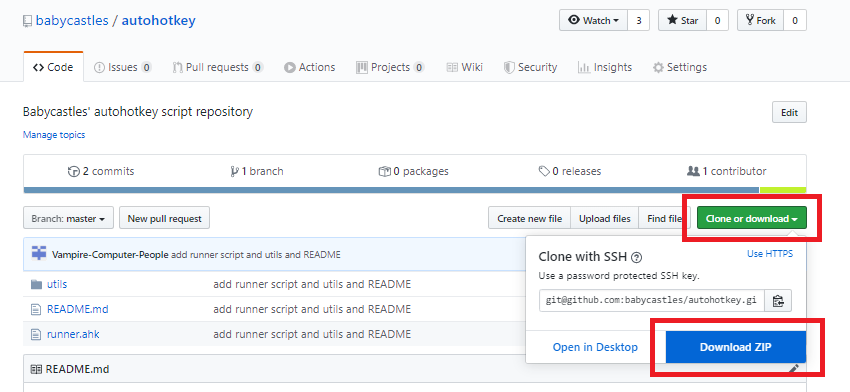 babycastles / autohotkey
Watch 3 Star 0 Fork 0
Code Issues 0 Pull requests 0 Actions Projects 0 Wiki Security Insights Settings
Babycastles' autohotkey script repository
Edit
Manage topics
2 commits 1 branch 0 packages 0 releases 1 contributor
Branch: master New pull request Create new file Upload files Find file Clone or download
Vampire-Computer-People add runner script and utils and README
Clone with SSH Use HTTPS
Use a password protected SSH key.
git@github.com:babycastles/autohotkey.gi
Open in Desktop Download ZIP
utils add runner script and utils and README
README.md add runner script and utils and README
runner.ahk add runner script and utils and README
README.md